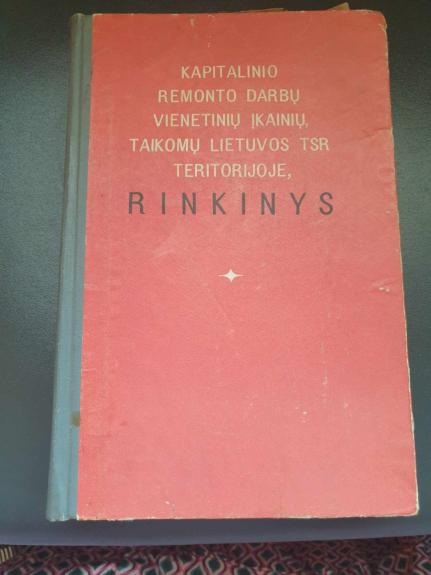 KAPITALINIO
REMONTO DARBŲ
VIENETINIŲ ĮKAINIŲ,
TAIKOMŲ LIETUVOS TSR
TERITORIJOJE,
RINKINYS